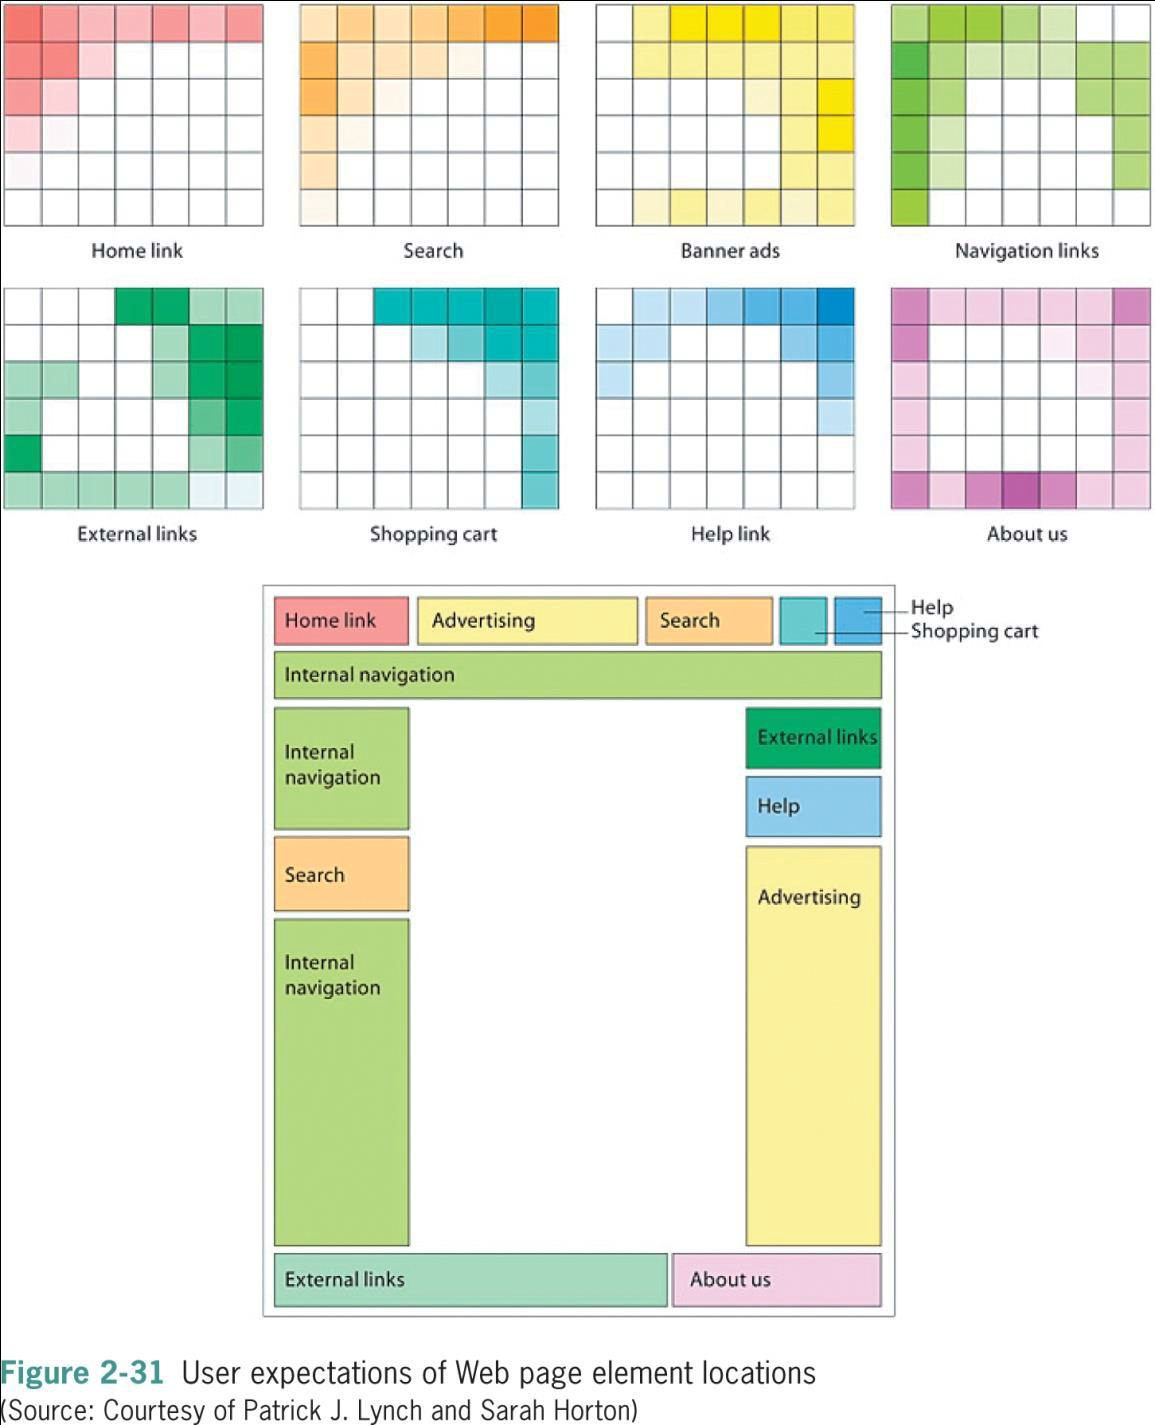 Home link
Search
Banner ads
Navigation links
External links
Shopping cart
Help link
About us
Home link
Advertising
Search
Help
Shopping cart
Internal navigation
Internal
navigation
External links
Help
Search
Advertising
Internal
navigation
External links
About us
Figure 2-31 User expectations of Web page element locations
(Source: Courtesy of Patrick J. Lynch and Sarah Horton)